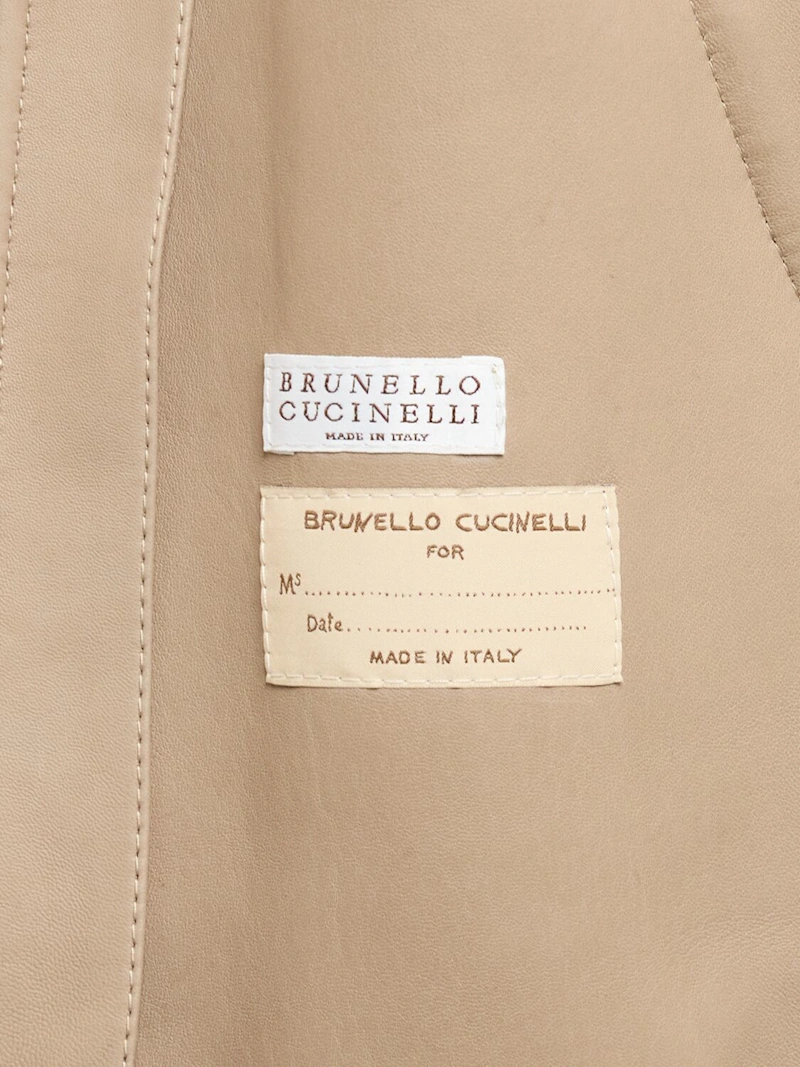 BRUNELLO
CUCINELLI
MADE IN ITALY
BRUNELLO CUCINELLI
FOR
Ms...........................................
Date.................................
MADE IN ITALY